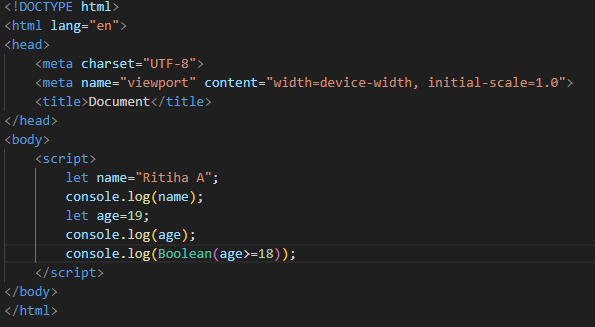 <!DOCTYPE html>
<html lang="en">
<head>
    <meta charset="UTF-8">
    <meta name="viewport" content="width=device-width, initial-scale=1.0">
    <title>Document</title>
</head>
<body>
    <script>
        let name="Ritiha A";
        console.log(name);
        let age=19;
        console.log(age);
        console.log(Boolean(age>=18));
    </script>
</body>
</html>